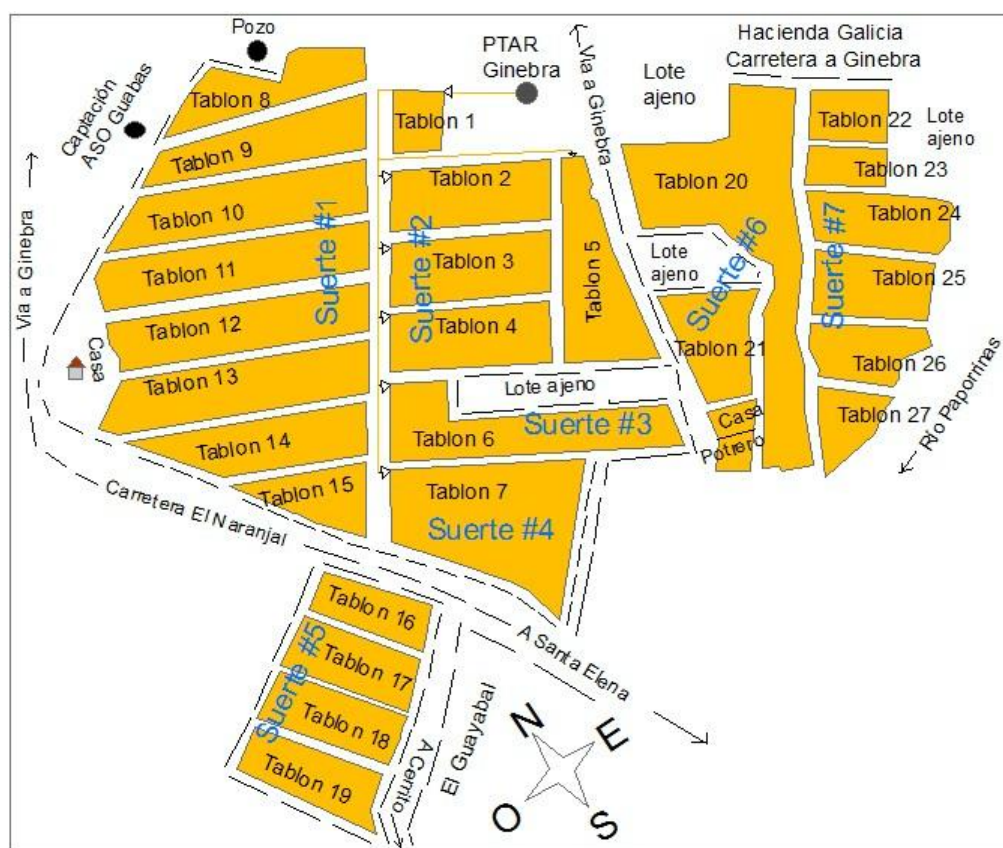 Pozo
PTAR
Ginebra
Via a Ginebra
Lote
ajeno
Hacienda Galicia
Carretera a Ginebra
Captación
ASO Guabas
Tablon 8
Tablon 1
Tablon 22
Lote
ajeno
Tablon 9
Tablon 2
Tablon 20
Tablon 23
Tablon 10
Suerte #1
Suerte #2
Tablon 5
Tablon 24
Via a Ginebra
Tablon 11
Tablon 3
Lote
ajeno
Suerte #6
Suerte #7
Tablon 25
Tablon 12
Tablon 4
Casa
Tablon 21
Tablon 26
Tablon 13
Lote ajeno
Tablon 27
Río Paporrinas
Tablon 14
Tablon 6
Suerte #3
Casa
Potrero
Tablon 15
Tablon 7
Suerte #4
Carretera El Naranjal
Tablon 16
Suerte #5
Tablon 17
A Santa Elena
Tablon 18
El Guayabal
A Cerrito
Tablon 19
N
E
O
S